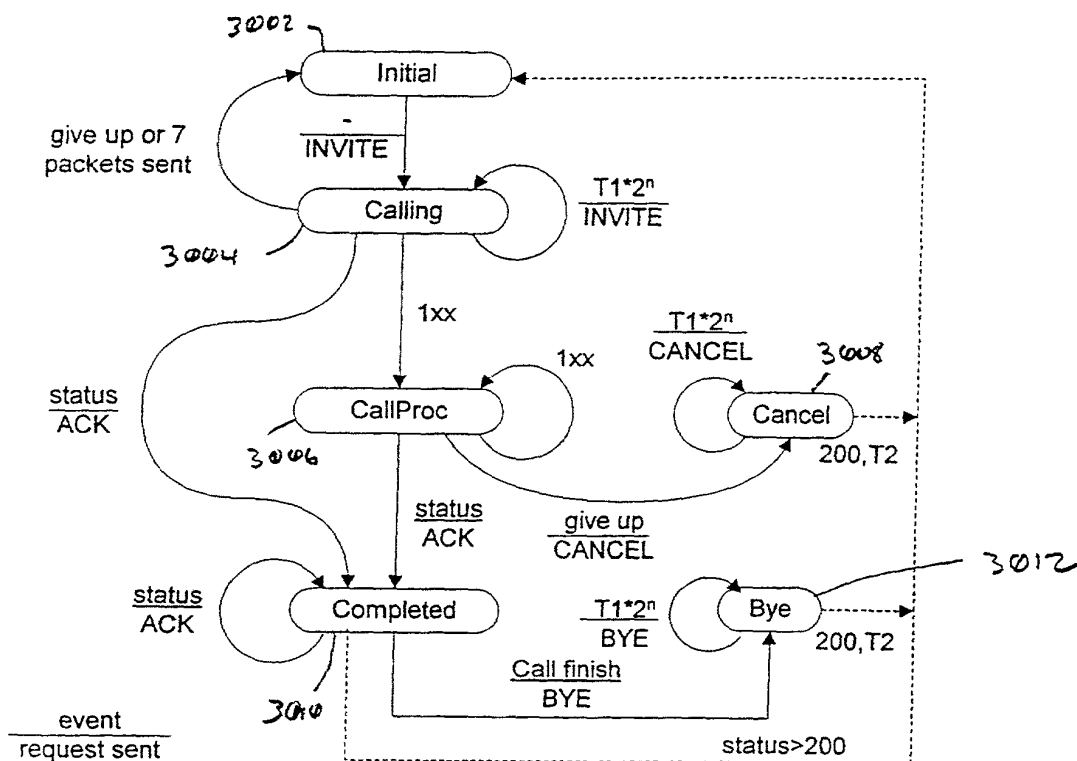 3002
Initial
give up or 7
packets sent
-
INVITE
Calling
T1*2ⁿ
INVITE
3004
1xx
T1*2ⁿ
CANCEL
3008
status
ACK
1xx
CallProc
Cancel
3006
200,T2
status
ACK
give up
CANCEL
3012
status
ACK
Completed
T1*2ⁿ
BYE
Bye
200,T2
Call finish
BYE
3010
event
request sent
status>200